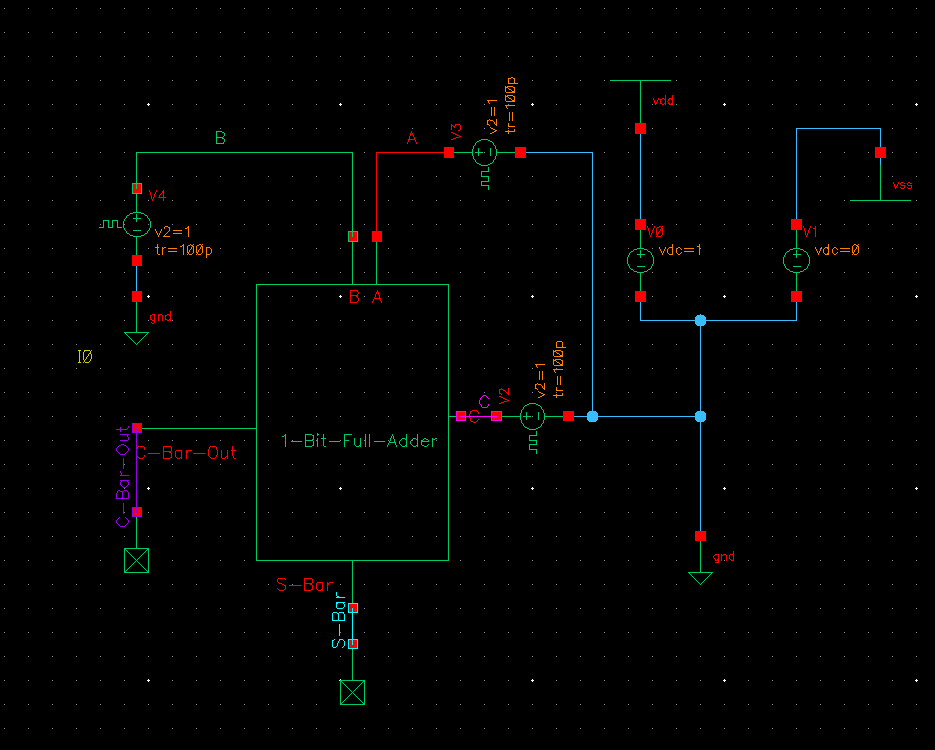 v2=1
tr=100p
V3
vdd
B
A
V4
v2=1
tr=100p
gnd
vss
V0
vdc=1
V1
vdc=0
B
A
I0
v2=1
tr=100p
V2
C
C
1-Bit-Full-Adder
C-Bar-Out
C-Bar-Out
gnd
S-Bar
S-Bar